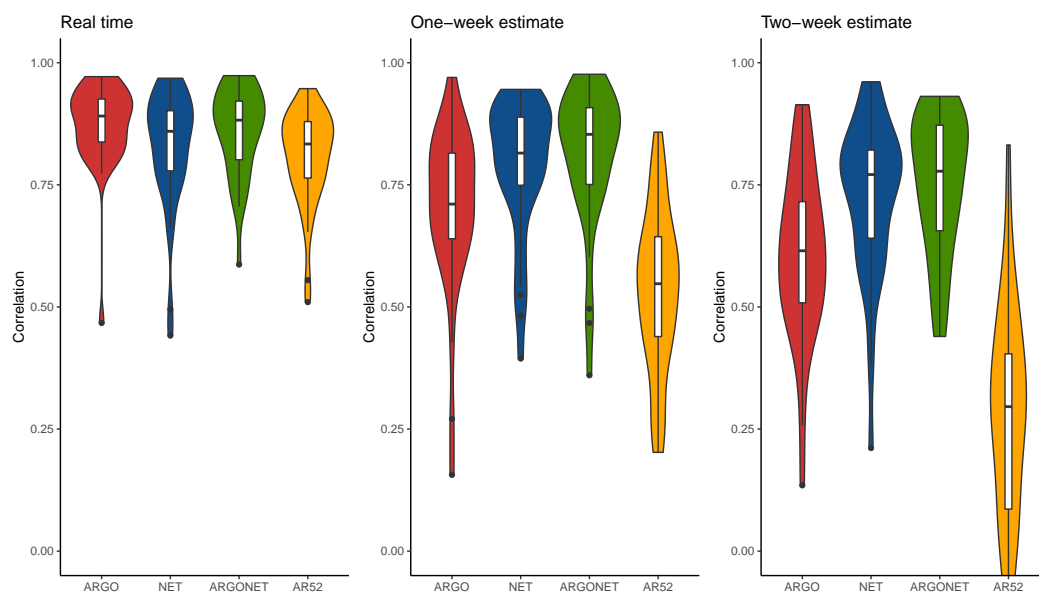 Real time
Correlation
1.00
0.75
0.50
0.25
0.00
ARGO NET ARGONET AR52
One−week estimate
Correlation
1.00
0.75
0.50
0.25
0.00
ARGO NET ARGONET AR52
Two−week estimate
Correlation
1.00
0.75
0.50
0.25
0.00
ARGO NET ARGONET AR52